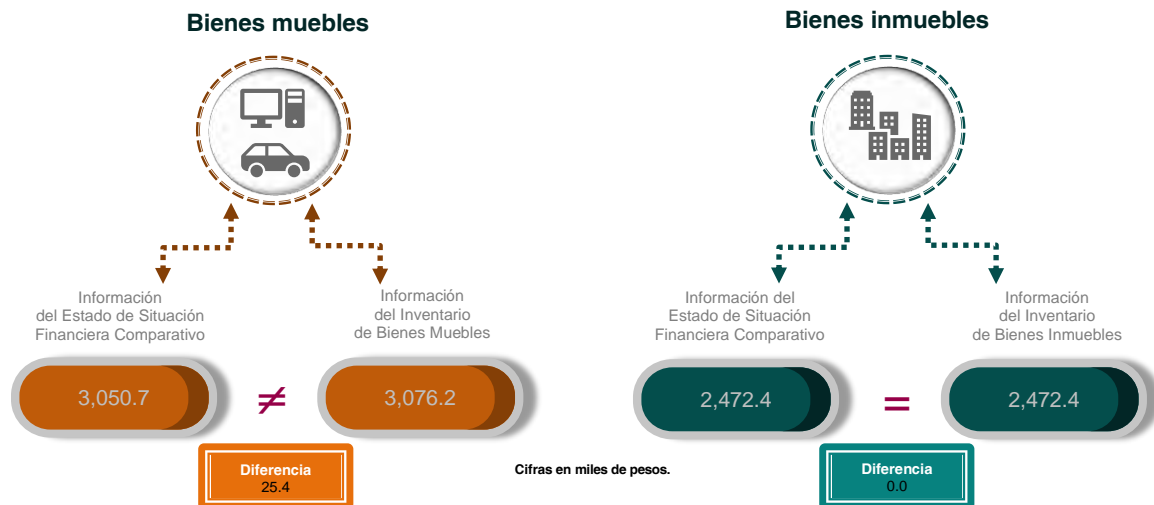 Bienes muebles
Información
del Estado de Situación
Financiera Comparativo
Información
del Inventario
de Bienes Muebles
3,050.7
≠
3,076.2
Diferencia
25.4
Cifras en miles de pesos.
Bienes inmuebles
Información del
Estado de Situación
Financiera Comparativo
Información
del Inventario
de Bienes Inmuebles
2,472.4
=
2,472.4
Diferencia
0.0